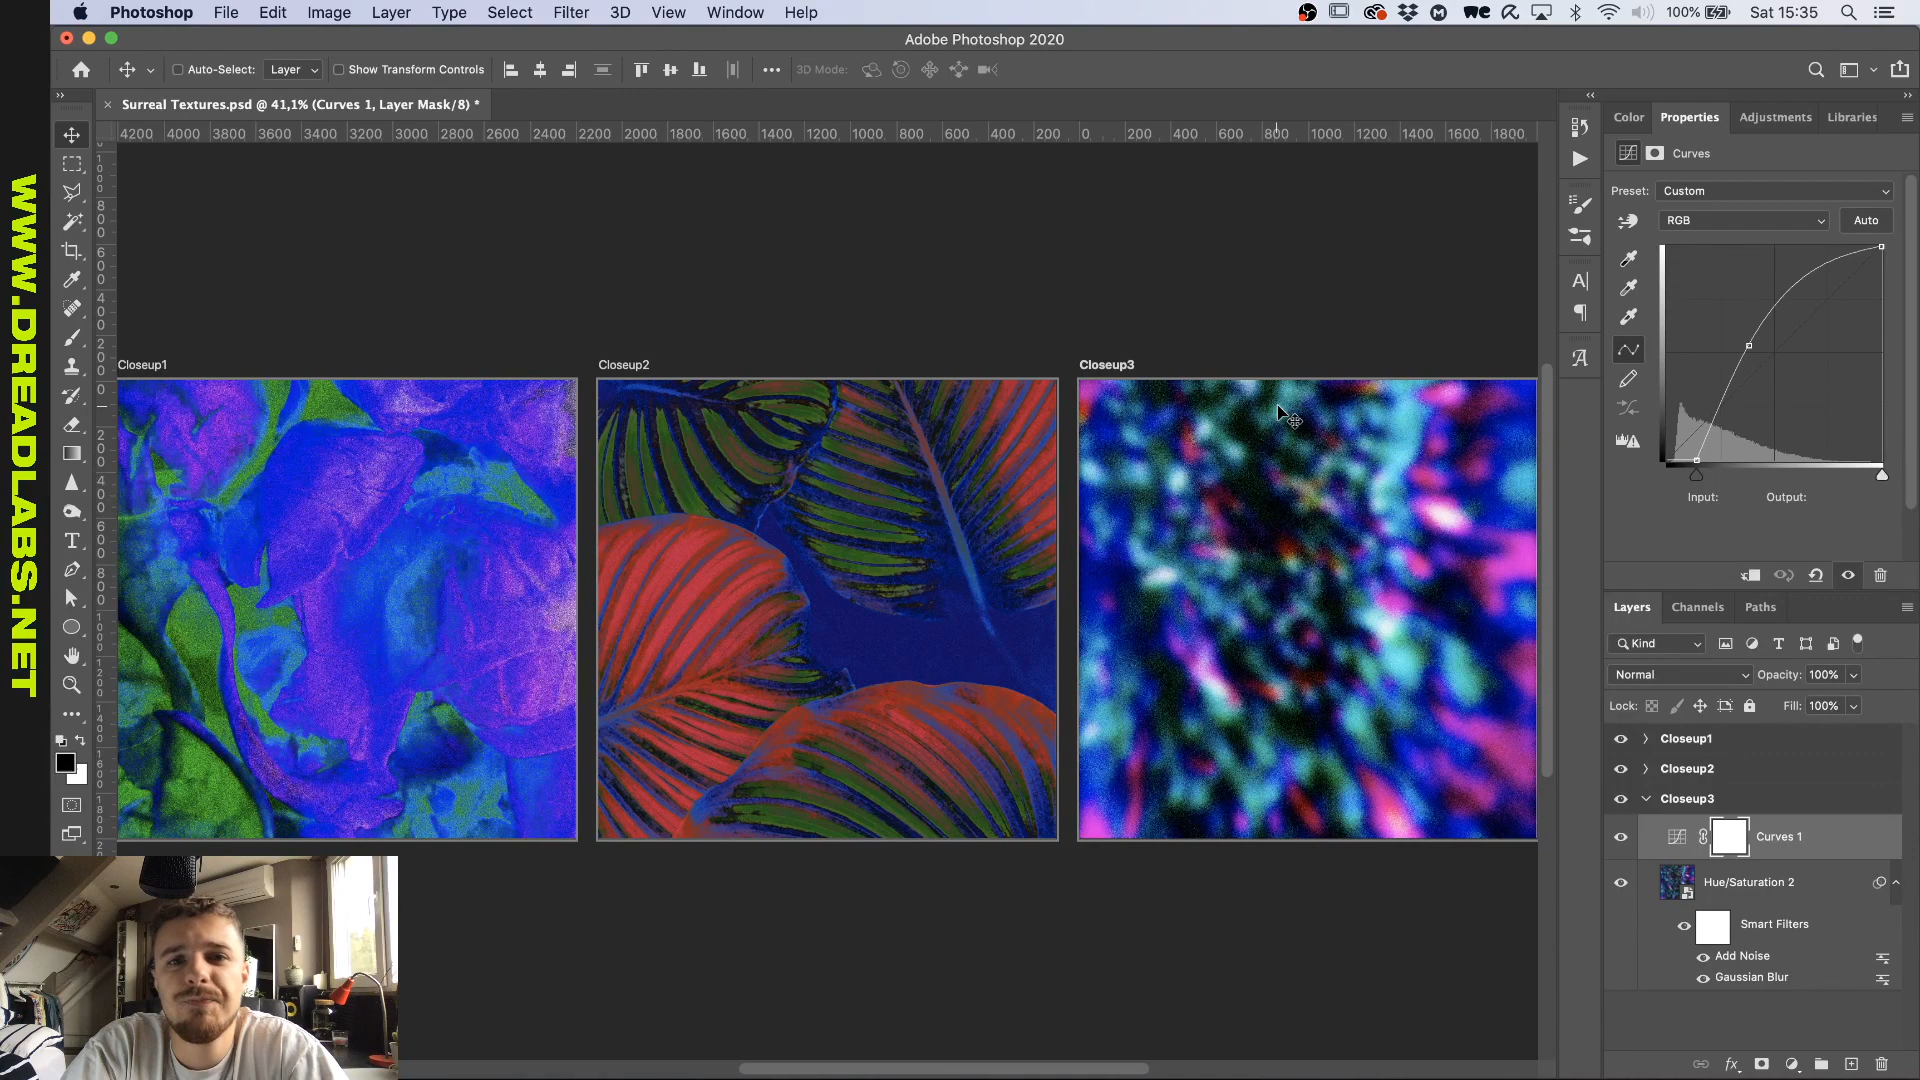 Photoshop File Edit Image Layer Type Select Filter 3D View Window Help
100% Sat 15:35
Adobe Photoshop 2020
Auto-Select: Layer Show Transform Controls 3D Mode:
Surreal Textures.psd @ 41,1% (Curves 1, Layer Mask/8) *
4200 4000 3800 3600 3400 3200 3000 2800 2600 2400 2200 2000 1800 1600 1400 1200 1000 800 600 400 200 0 200 400 600 800 1000 1200 1400 1600 1800
WWW.DREADLABS.NET
Closeup1
Closeup2
Closeup3
Color Properties Adjustments Libraries
Curves
Preset: Custom
RGB Auto
Input: Output:
Layers Channels Paths
Kind
Normal Opacity: 100%
Lock: Fill: 100%
Closeup1
Closeup2
Closeup3
Curves 1
Hue/Saturation 2
Smart Filters
Add Noise
Gaussian Blur